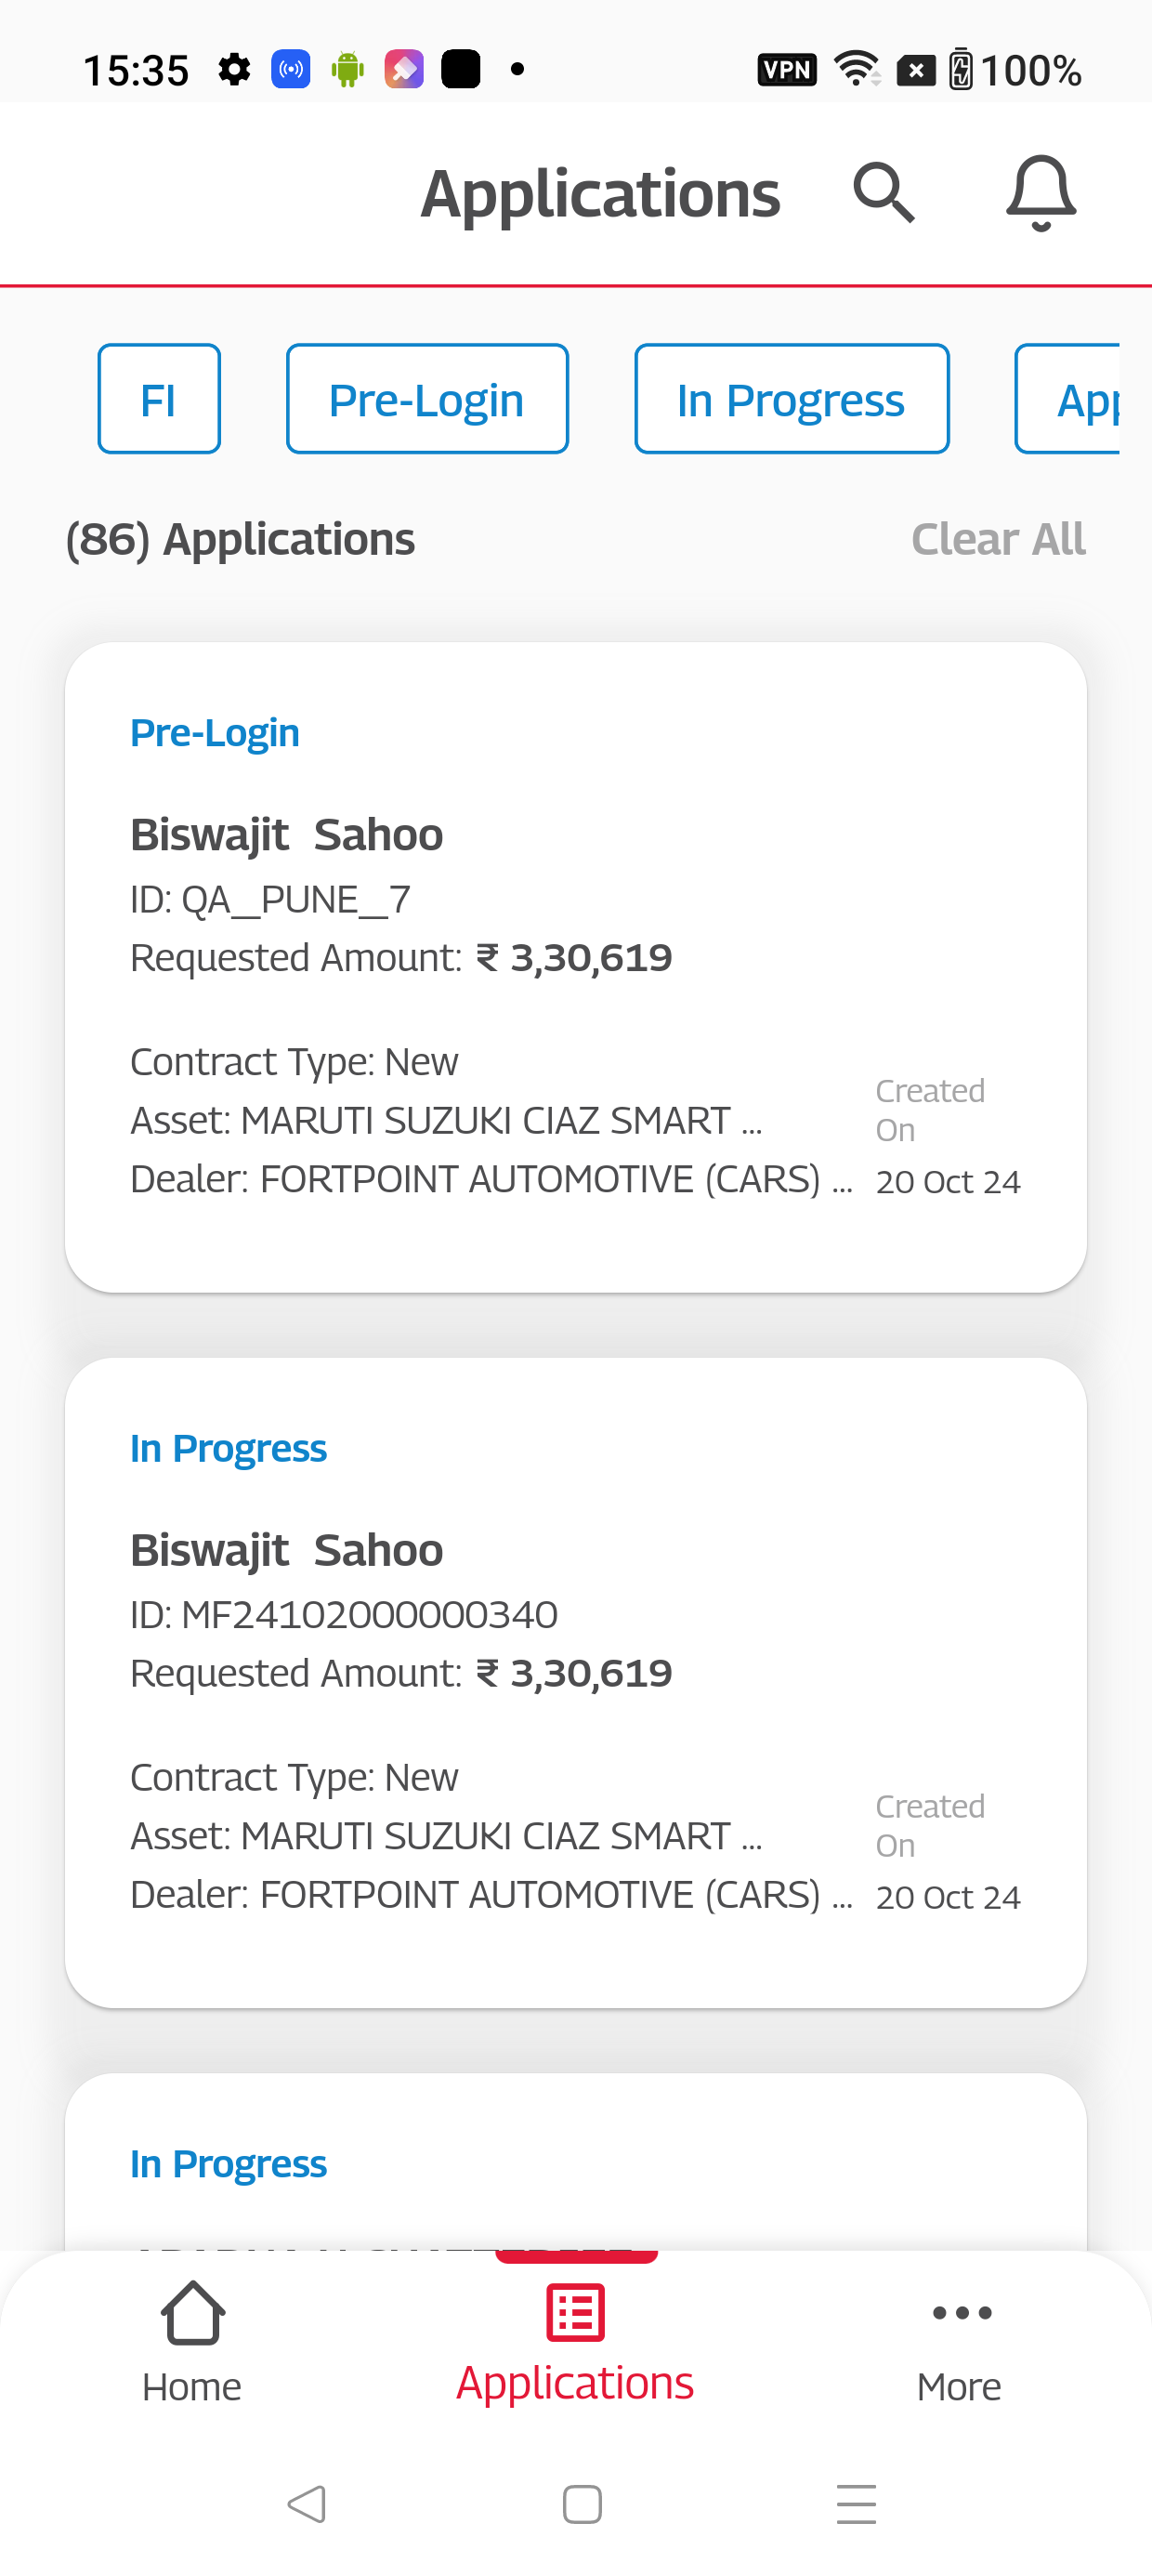 15:35
VPN
100%
Applications
FI
Pre-Login
In Progress
App
(86) Applications
Clear All
Pre-Login
Biswajit Sahoo
ID: QA_PUNE_7
Requested Amount: ₹ 3,30,619
Contract Type: New
Asset: MARUTI SUZUKI CIAZ SMART ...
Dealer: FORTPOINT AUTOMOTIVE (CARS) ...
Created
On
20 Oct 24
In Progress
Biswajit Sahoo
ID: MF24102000000340
Requested Amount: ₹ 3,30,619
Contract Type: New
Asset: MARUTI SUZUKI CIAZ SMART ...
Dealer: FORTPOINT AUTOMOTIVE (CARS) ...
Created
On
20 Oct 24
In Progress
Home
Applications
More